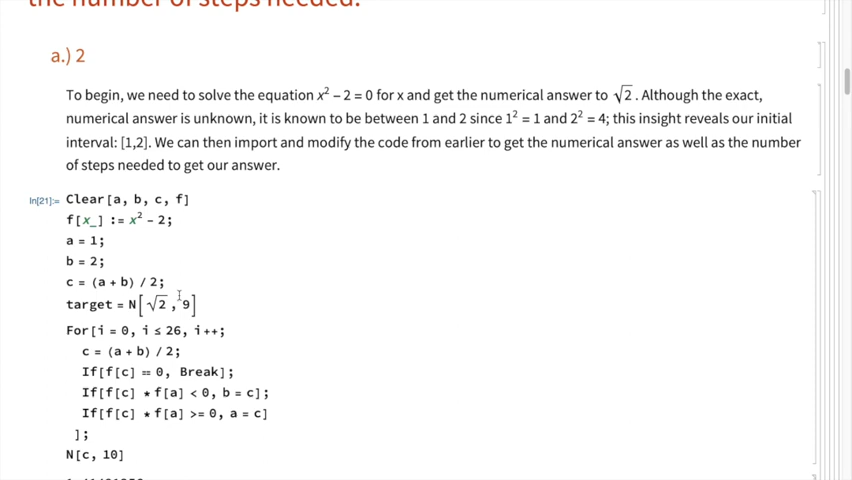 the number of steps needed.
a.) 2
To begin, we need to solve the equation x² – 2 = 0 for x and get the numerical answer to √2. Although the exact,
numerical answer is unknown, it is known to be between 1 and 2 since 1² = 1 and 2² = 4; this insight reveals our initial
interval: [1,2]. We can then import and modify the code from earlier to get the numerical answer as well as the number
of steps needed to get our answer.
In[21]:= Clear[a, b, c, f]
f[x_] := x² - 2;
a = 1;
b = 2;
c = (a + b) / 2;
target = N[√2, 9]
For[i = 0, i ≤ 26, i++;
c = (a + b) / 2;
If[f[c] == 0, Break];
If[f[c] * f[a] < 0, b = c];
If[f[c] * f[a] >= 0, a = c]
];
N[c, 10]